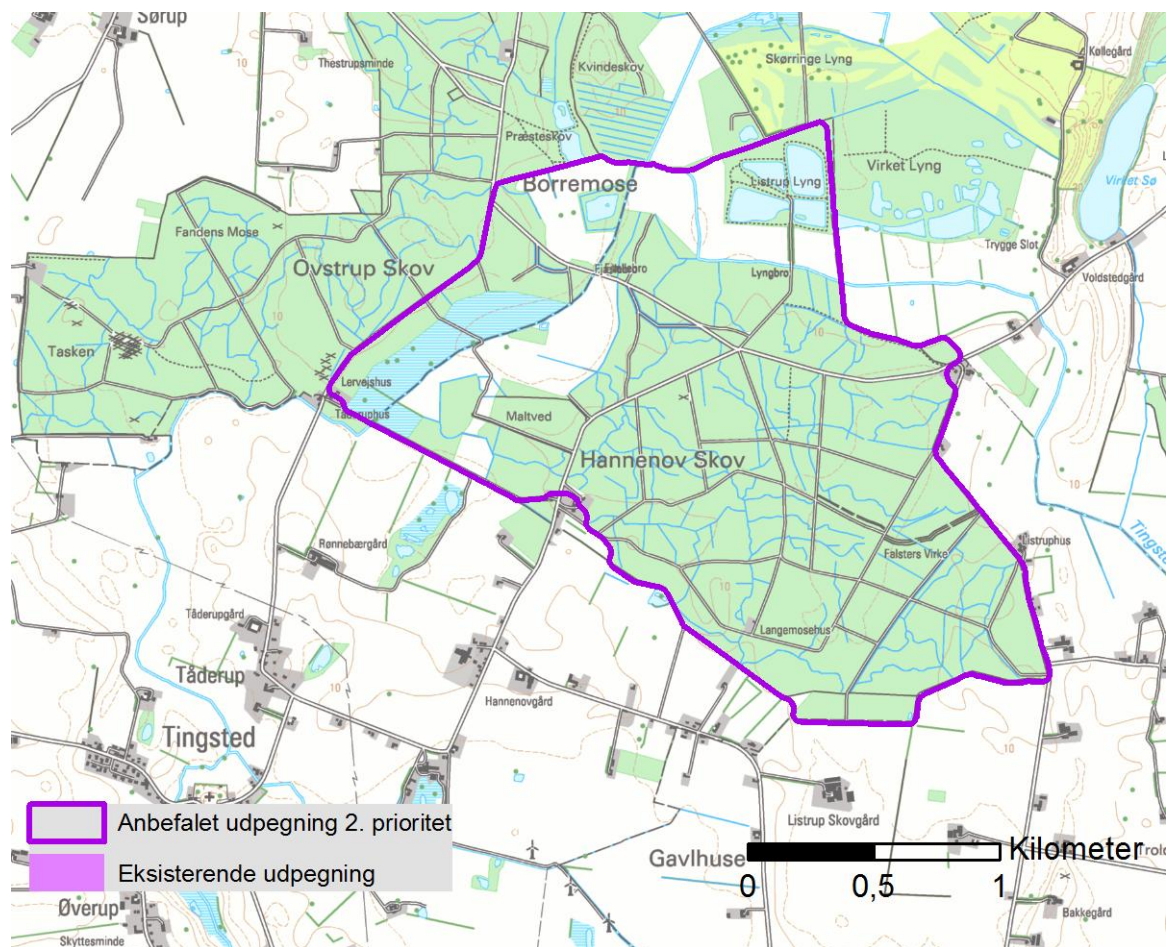 Sørup
Thestrupsminde
Kvindeskov
Skørringe Lyng
Køllegård
Præsteskov
Borremose
Listrup Lyng
Virket Lyng
Virket Sø
Fandens Mose
Trygge Slot
Ovstrup Skov
Lyngbro
Voldstedgård
Tasken
Lervejshus
Tåderuphus
Maltved
Hannenov Skov
Rønnebærgård
Falsters Virke
Listruphus
Tåderupgård
Langemosehus
Tåderup
Hannenovgård
Tingsted
Anbefalet udpegning 2. prioritet
Listrup Skovgård
Gavlhuse
Kilometer
Eksisterende udpegning
0 0,5 1
Øverup
Bakkegård
Skyttesminde